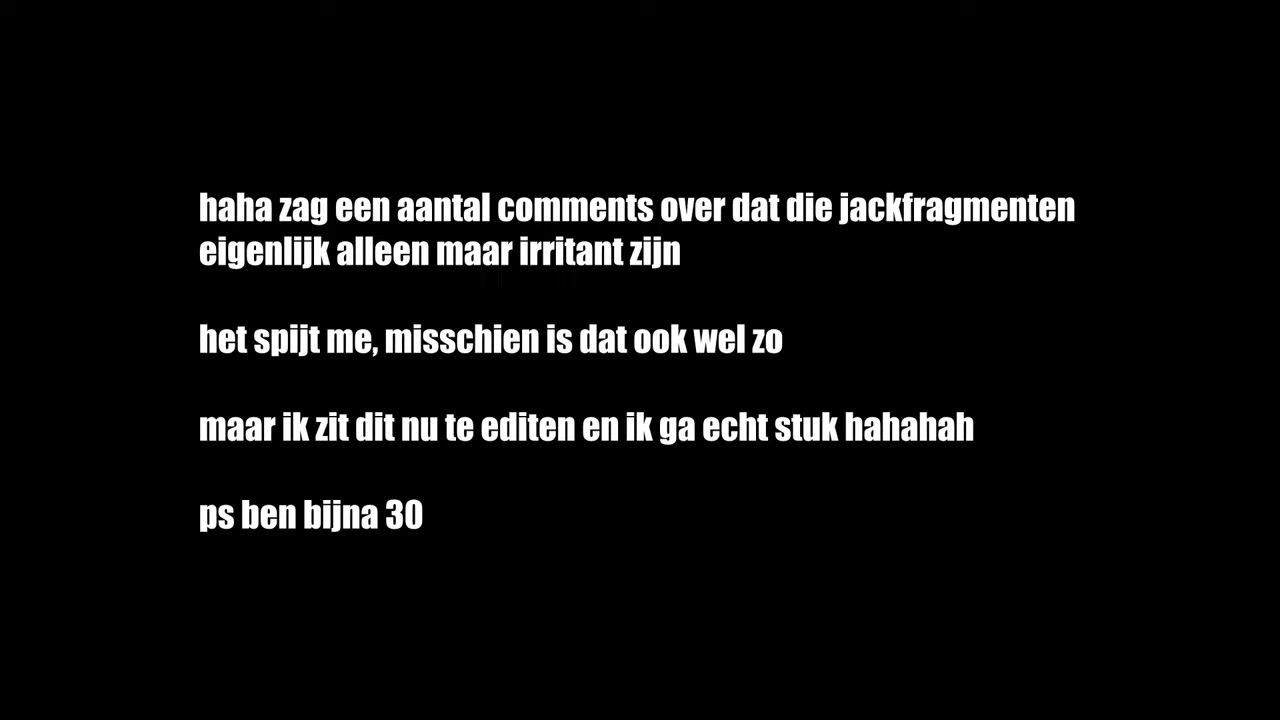 haha zag een aantal comments over dat die jackfragmenten
eigenlijk alleen maar irritant zijn
het spijt me, misschien is dat ook wel zo
maar ik zit dit nu te editen en ik ga echt stuk hahahah
ps ben bijna 30